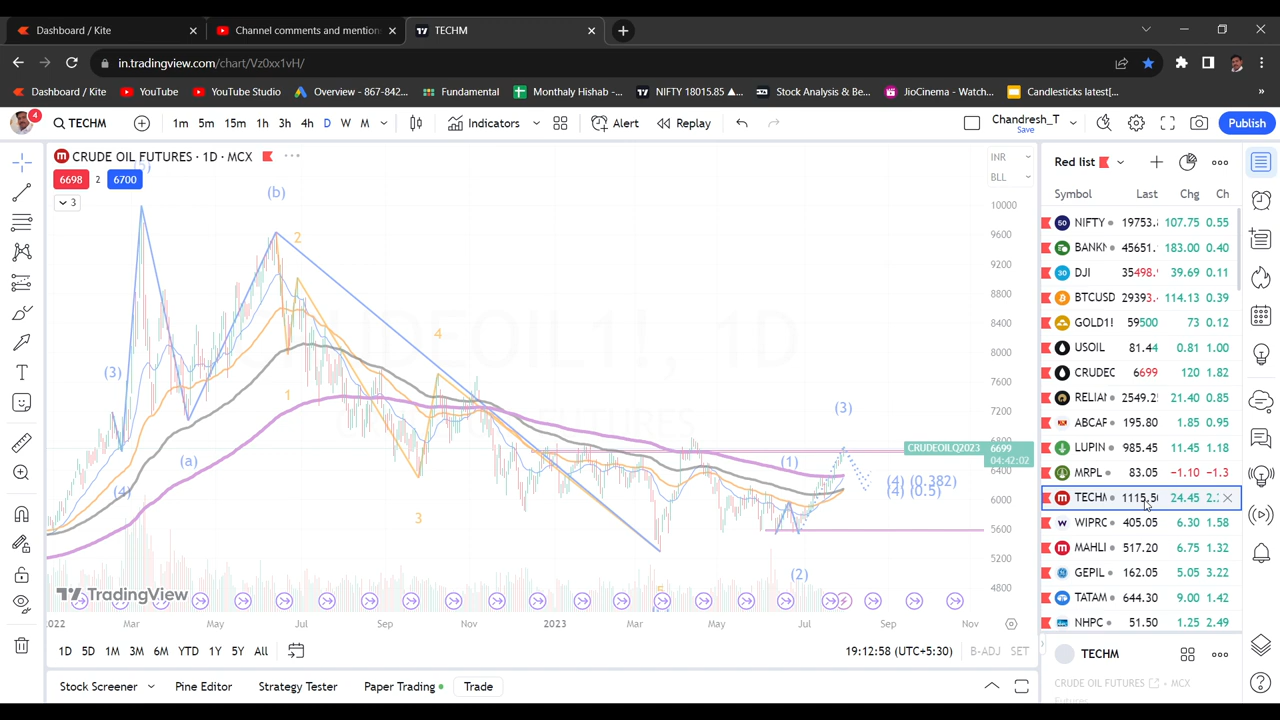 Dashboard / Kite
Channel comments and mention
TECHM
in.tradingview.com/chart/Vz0xx1vH/
Dashboard / Kite YouTube YouTube Studio Overview - 867-842... Fundamental Monthaly Hishab -... NIFTY 18015.85 ▲... Stock Analysis & Be... JioCinema - Watch... Candlesticks latest[... »
4 TECHM 1m 5m 15m 1h 3h 4h D W M Indicators Alert Replay Chandresh_T Save Publish
CRUDE OIL FUTURES · 1D · MCX
6698 2 6700
3
INR
BLL
CRUDEOIL1!, 1D
FUTURES
(b)
2
(3)
4
1
(a)
(4)
3
(3)
(1)
(4) (0.382)
(4) (0.5)
(2)
5
10000
9600
9200
8800
8400
8000
7600
7200
6800
CRUDEOILQ2023 6699
04:42:02
6400
6000
5600
5200
4800
TradingView
2022 Mar May Jul Sep Nov 2023 Mar May Jul Sep Nov
1D 5D 1M 3M 6M YTD 1Y 5Y All 19:12:58 (UTC+5:30) B-ADJ SET
Stock Screener Pine Editor Strategy Tester Paper Trading Trade
Red list
Symbol Last Chg Ch
NIFTY 19753.8 107.75 0.55
BANKN 45651. 183.00 0.40
DJI 35498. 39.69 0.11
BTCUSD 29393. 114.13 0.39
GOLD1! 59500 73 0.12
USOIL 81.44 0.81 1.00
CRUDEO 6699 120 1.82
RELIAN 2549.2 21.40 0.85
ABCAF 195.80 1.85 0.95
LUPIN 985.45 11.45 1.18
MRPL 83.05 −1.10 −1.3
TECHM 1115.50 24.45 2.
WIPRO 405.05 6.30 1.58
MAHLI 517.20 6.75 1.32
GEPIL 162.05 5.05 3.22
TATAM 644.30 9.00 1.42
NHPC 51.50 1.25 2.49
TECHM
CRUDE OIL FUTURES · MCX
Futures